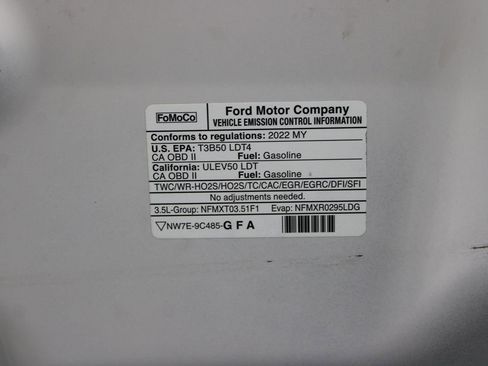 FoMoCo
Ford Motor Company
VEHICLE EMISSION CONTROL INFORMATION
Conforms to regulations: 2022 MY
U.S. EPA: T3B50 LDT4
CA OBD II Fuel: Gasoline
California: ULEV50 LDT
CA OBD II Fuel: Gasoline
TWC/WR-HO2S/HO2S/TC/CAC/EGR/EGRC/DFI/SFI
No adjustments needed.
3.5L-Group: NFMXT03.51F1 Evap: NFMXR0295LDG
NW7E-9C485-G F A